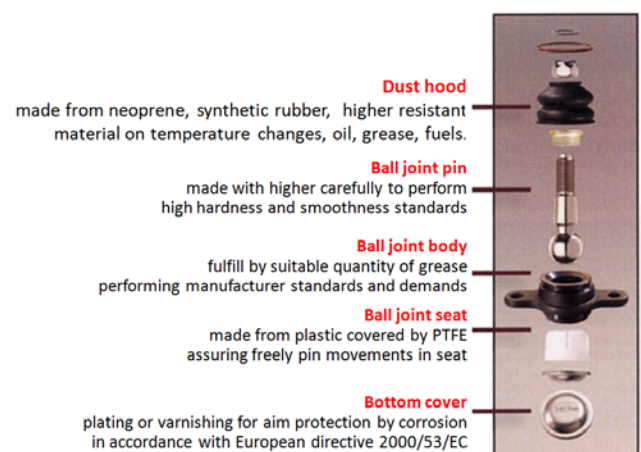 Dust hood
made from neoprene, synthetic rubber, higher resistant
material on temperature changes, oil, grease, fuels.
Ball joint pin
made with higher carefully to perform
high hardness and smoothness standards
Ball joint body
fulfill by suitable quantity of grease
performing manufacturer standards and demands
Ball joint seat
made from plastic covered by PTFE
assuring freely pin movements in seat
Bottom cover
plating or varnishing for aim protection by corrosion
in accordance with European directive 2000/53/EC